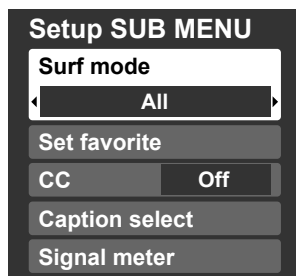 Setup SUB MENU
Surf mode
All
Set favorite
CC Off
Caption select
Signal meter